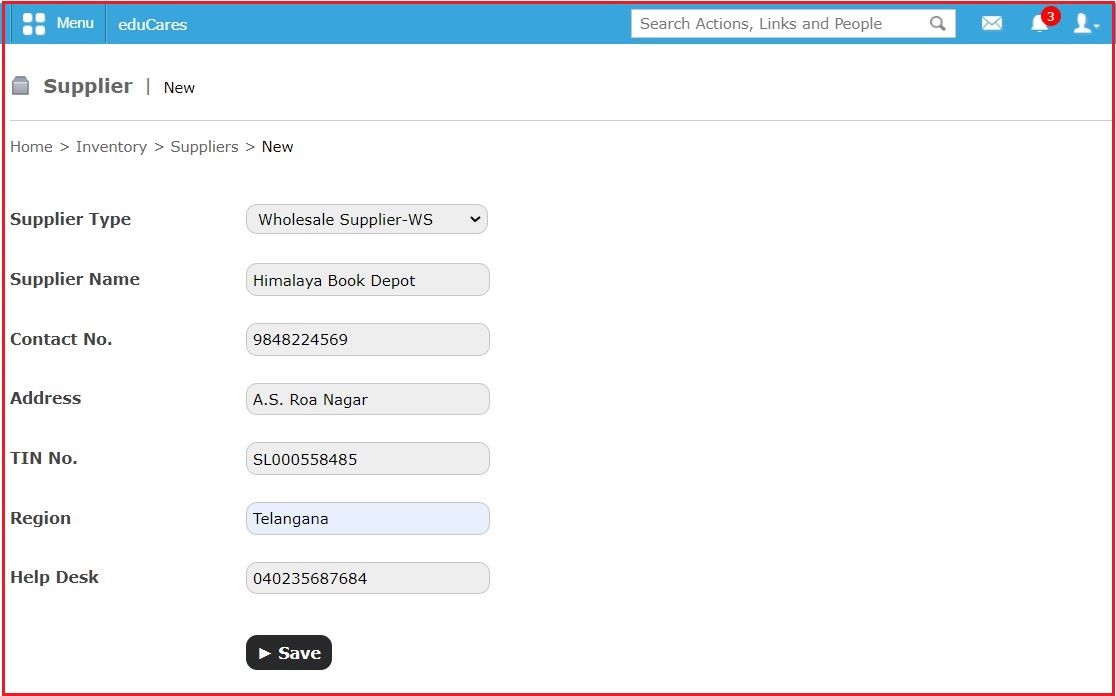 Menu eduCares Search Actions, Links and People 3
Supplier | New
Home > Inventory > Suppliers > New
Supplier Type Wholesale Supplier-WS
Supplier Name Himalaya Book Depot
Contact No. 9848224569
Address A.S. Roa Nagar
TIN No. SL000558485
Region Telangana
Help Desk 040235687684
► Save